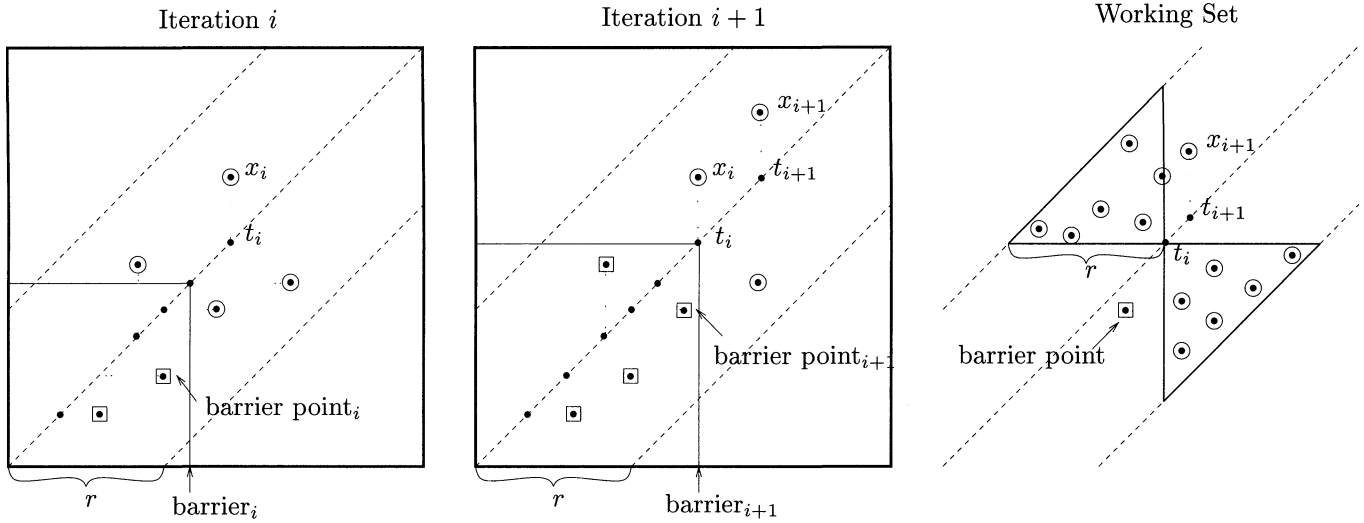 Iteration i
x_i
t_i
barrier point_i
r
barrier_i
Iteration i + 1
x_{i+1}
x_i
t_{i+1}
t_i
barrier point_{i+1}
r
barrier_{i+1}
Working Set
x_{i+1}
t_{i+1}
t_i
r
barrier point